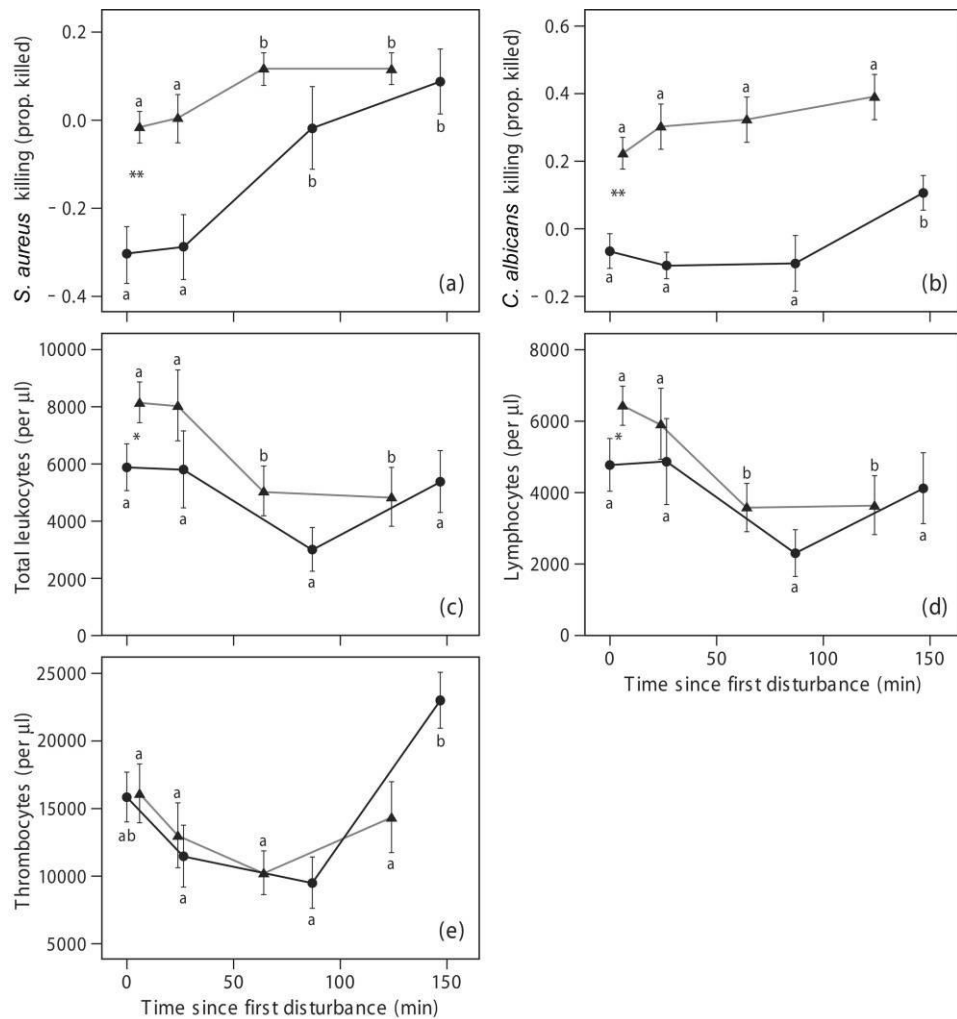 S. aureus killing (prop. killed)
0.2
0.0
- 0.2
- 0.4
a
a
b
b
**
a
a
b
b
(a)
C. albicans killing (prop. killed)
0.6
0.4
0.2
0.0
- 0.2
a
a
a
a
**
a
a
a
b
(b)
Total leukocytes (per µl)
10000
8000
6000
4000
2000
0
a
a
b
b
*
a
a
a
a
(c)
Lymphocytes (per µl)
8000
6000
4000
2000
0
a
a
b
b
*
a
a
a
a
(d)
0 50 100 150
Time since first disturbance (min)
Thrombocytes (per µl)
25000
20000
15000
10000
5000
a
a
a
a
ab
a
a
b
(e)
0 50 100 150
Time since first disturbance (min)